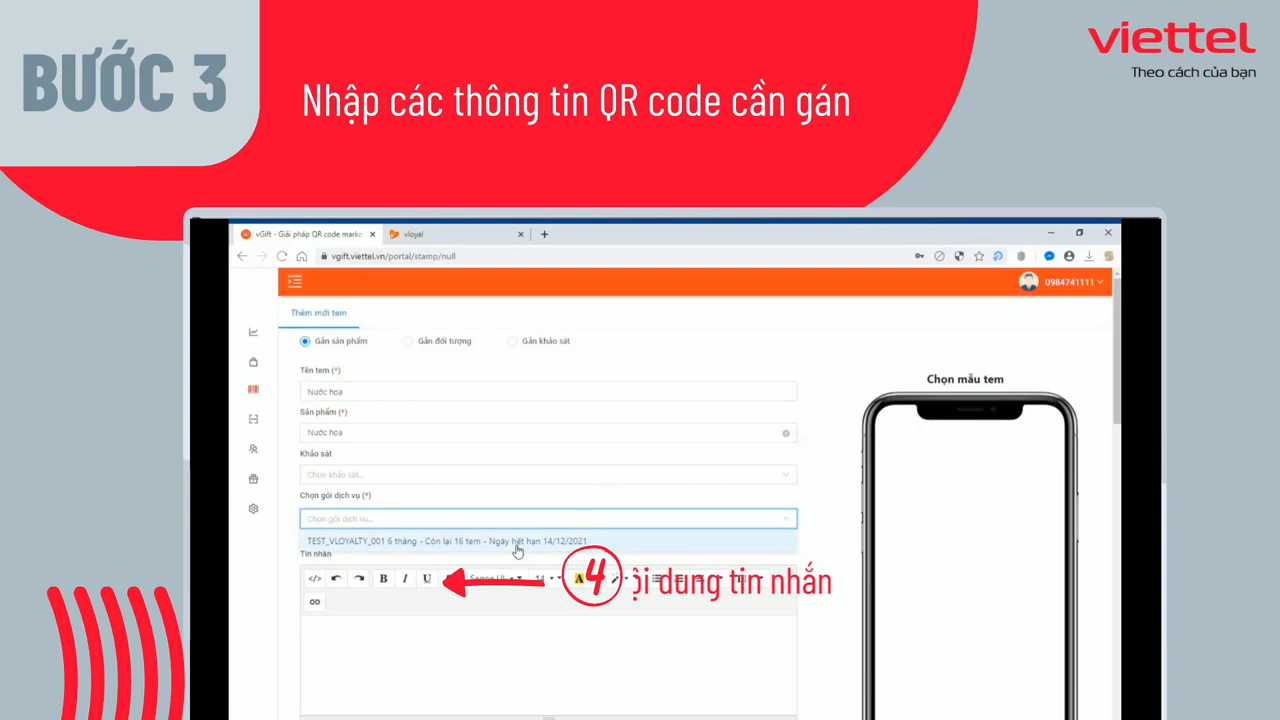 BƯỚC 3
Nhập các thông tin QR code cần gán
viettel
Theo cách của bạn
vGift - Giải pháp QR code marke
vloyal
vgift.viettel.vn/portal/stamp/null
0984741111
Thêm mới tem
Gắn sản phẩm
Gắn đối tượng
Gắn khảo sát
Tên tem (*)
Nước hoa
Sản phẩm (*)
Nước hoa
Khảo sát
Chọn khảo sát...
Chọn gói dịch vụ (*)
Chọn gói dịch vụ...
TEST_VLOYALTY_001 6 tháng - Còn lại 16 tem - Ngày hết hạn 14/12/2021
Tin nhắn
B I U
14
A
4
ội dung tin nhắn
Chọn mẫu tem